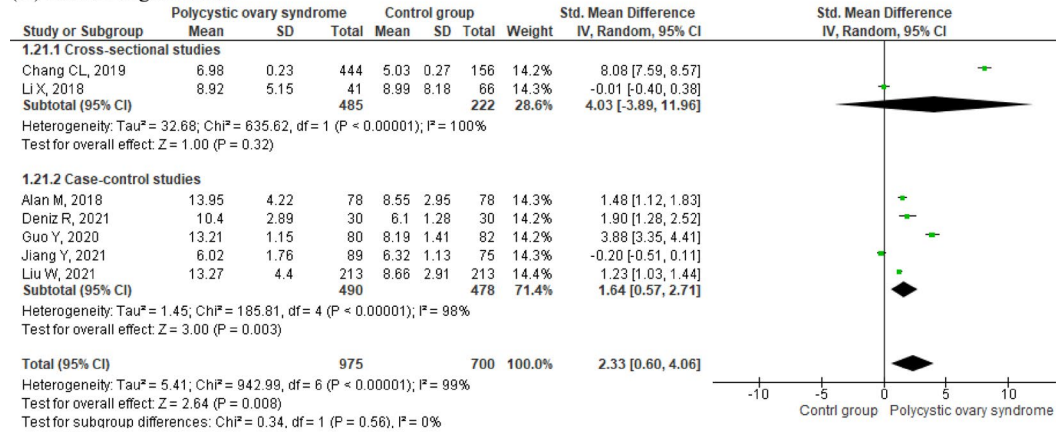 Polycystic ovary syndrome Control group Std. Mean Difference Std. Mean Difference
Study or Subgroup Mean SD Total Mean SD Total Weight IV, Random, 95% CI IV, Random, 95% CI
1.21.1 Cross-sectional studies
Chang CL, 2019 6.98 0.23 444 5.03 0.27 156 14.2% 8.08 [7.59, 8.57]
Li X, 2018 8.92 5.15 41 8.99 8.18 66 14.3% -0.01 [-0.40, 0.38]
Subtotal (95% CI) 485 222 28.6% 4.03 [-3.89, 11.96]
Heterogeneity: Tau² = 32.68; Chi² = 635.62, df = 1 (P < 0.00001); I² = 100%
Test for overall effect: Z = 1.00 (P = 0.32)
1.21.2 Case-control studies
Alan M, 2018 13.95 4.22 78 8.55 2.95 78 14.3% 1.48 [1.12, 1.83]
Deniz R, 2021 10.4 2.89 30 6.1 1.28 30 14.2% 1.90 [1.28, 2.52]
Guo Y, 2020 13.21 1.15 80 8.19 1.41 82 14.2% 3.88 [3.35, 4.41]
Jiang Y, 2021 6.02 1.76 89 6.32 1.13 75 14.3% -0.20 [-0.51, 0.11]
Liu W, 2021 13.27 4.4 213 8.66 2.91 213 14.4% 1.23 [1.03, 1.44]
Subtotal (95% CI) 490 478 71.4% 1.64 [0.57, 2.71]
Heterogeneity: Tau² = 1.45; Chi² = 185.81, df = 4 (P < 0.00001); I² = 98%
Test for overall effect: Z = 3.00 (P = 0.003)
Total (95% CI) 975 700 100.0% 2.33 [0.60, 4.06]
Heterogeneity: Tau² = 5.41; Chi² = 942.99, df = 6 (P < 0.00001); I² = 99%
Test for overall effect: Z = 2.64 (P = 0.008)
Test for subgroup differences: Chi² = 0.34, df = 1 (P = 0.56), I² = 0%
-10 -5 0 5 10
Contrl group Polycystic ovary syndrome